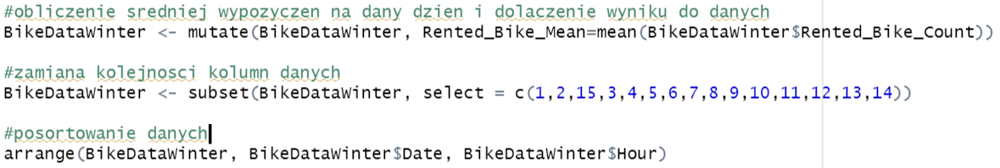 #obliczenie sredniej wypozyczen na dany dzien i dolaczenie wyniku do danych
BikeDataWinter <- mutate(BikeDataWinter, Rented_Bike_Mean=mean(BikeDataWinter$Rented_Bike_Count))
#zamiana kolejnosci kolumn danych
BikeDataWinter <- subset(BikeDataWinter, select = c(1,2,15,3,4,5,6,7,8,9,10,11,12,13,14))
#posortowanie danych
arrange(BikeDataWinter, BikeDataWinter$Date, BikeDataWinter$Hour)